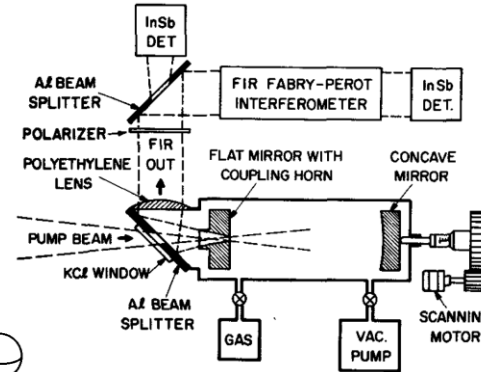 InSb
DET
Aℓ BEAM
SPLITTER
FIR FABRY-PEROT
INTERFEROMETER
InSb
DET.
POLARIZER
FIR
OUT
POLYETHYLENE
LENS
FLAT MIRROR WITH
COUPLING HORN
CONCAVE
MIRROR
PUMP BEAM
KCℓ WINDOW
Aℓ BEAM
SPLITTER
GAS
VAC.
PUMP
SCANNIN
MOTOR